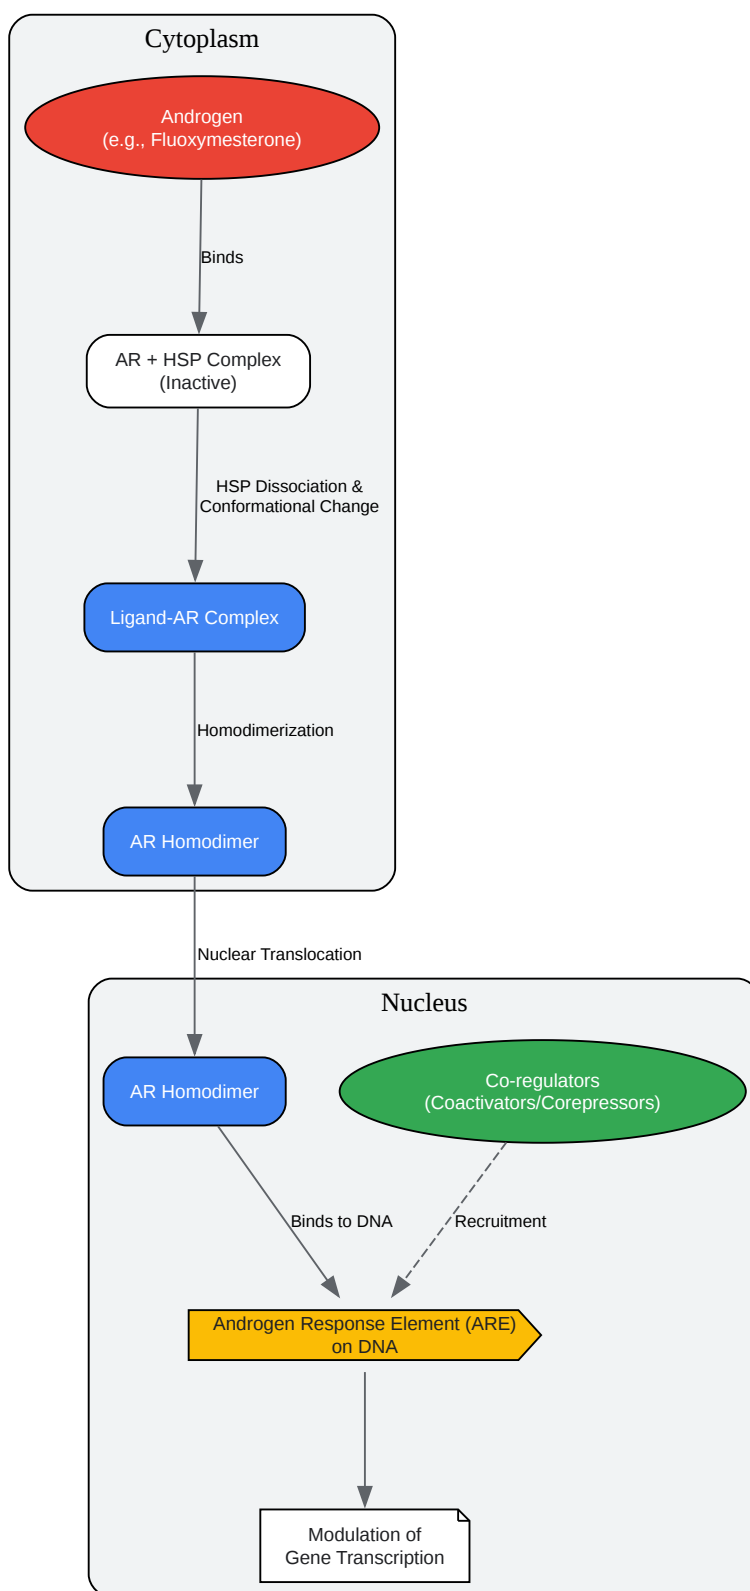 Cytoplasm
Androgen
(e.g., Fluoxymesterone)
Binds
AR + HSP Complex
(Inactive)
HSP Dissociation &
Conformational Change
Ligand-AR Complex
Homodimerization
AR Homodimer
Nuclear Translocation
Nucleus
AR Homodimer
Co-regulators
(Coactivators/Corepressors)
Binds to DNA
Recruitment
Androgen Response Element (ARE)
on DNA
Modulation of
Gene Transcription